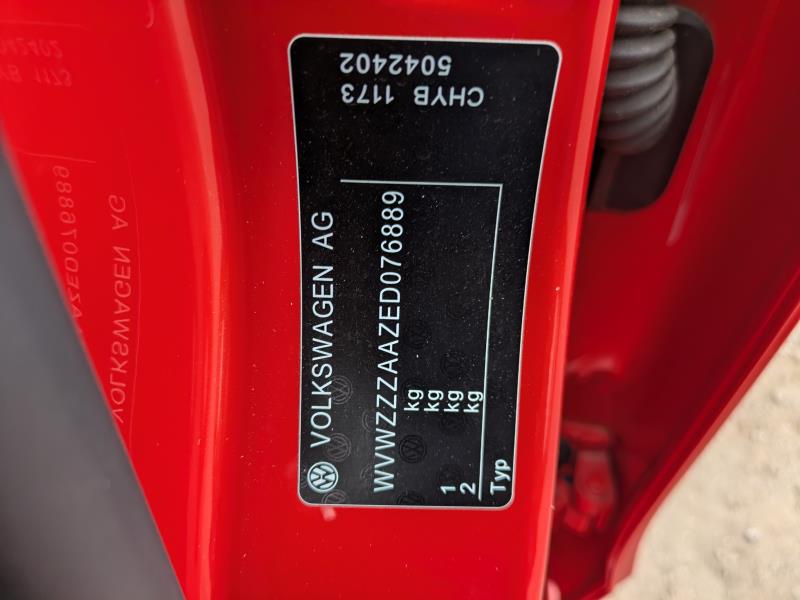 VOLKSWAGEN AG
WVWZZZAAZED076889
kg
kg
1 kg
2 kg
Typ
CHYB 1173
5042402